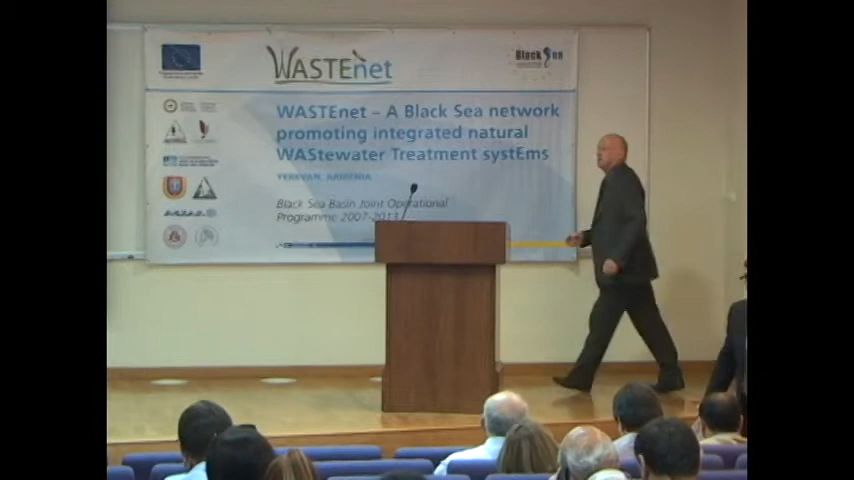 WASTEnet
Black Sea
WASTEnet – A Black Sea network
promoting integrated natural
WAStewater Treatment systEms
YEREVAN, ARMENIA
Black Sea Basin Joint Operational
Programme 2007-2013